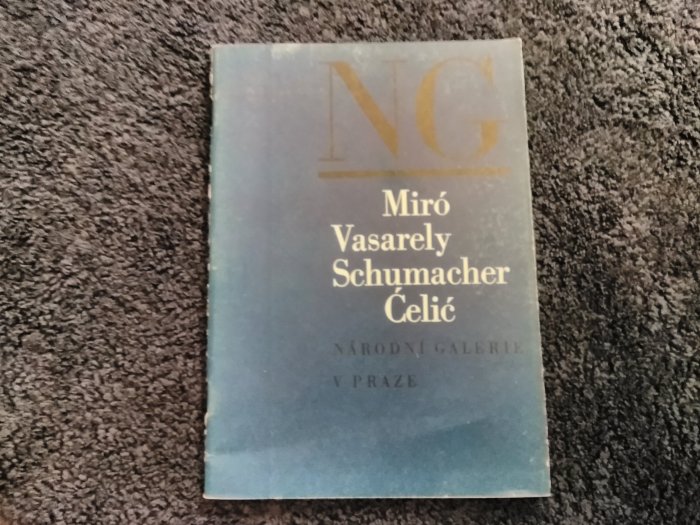 NG
Miró
Vasarely
Schumacher
Ćelić
NÁRODNÍ GALERIE
V PRAZE